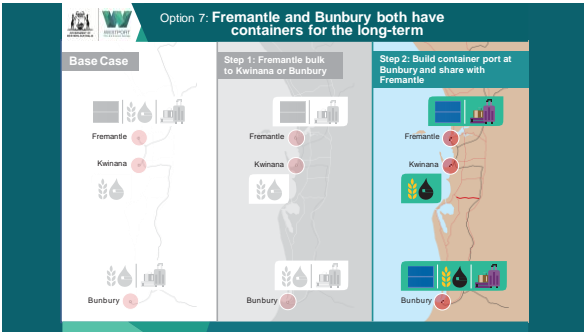 Option 7: Fremantle and Bunbury both have
containers for the long-term
WESTPORT
Base Case
Fremantle
Kwinana
Bunbury
Step 1: Fremantle bulk
to Kwinana or Bunbury
Fremantle
Kwinana
Bunbury
Step 2: Build container port at
Bunbury and share with
Fremantle
Fremantle
Kwinana
Bunbury